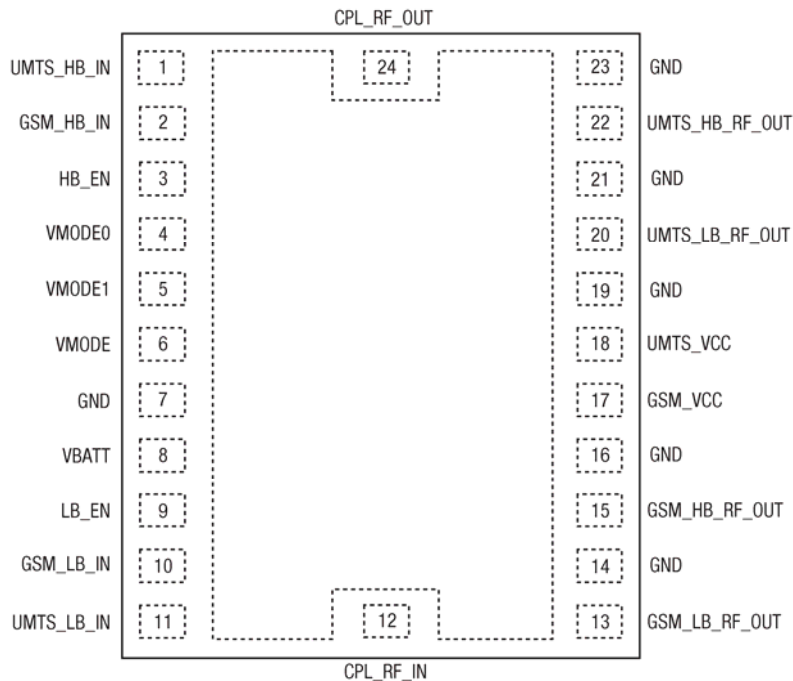 CPL_RF_OUT
UMTS_HB_IN 1 24 23 GND
GSM_HB_IN 2 22 UMTS_HB_RF_OUT
HB_EN 3 21 GND
VMODE0 4 20 UMTS_LB_RF_OUT
VMODE1 5 19 GND
VMODE 6 18 UMTS_VCC
GND 7 17 GSM_VCC
VBATT 8 16 GND
LB_EN 9 15 GSM_HB_RF_OUT
GSM_LB_IN 10 14 GND
UMTS_LB_IN 11 12 13 GSM_LB_RF_OUT
CPL_RF_IN